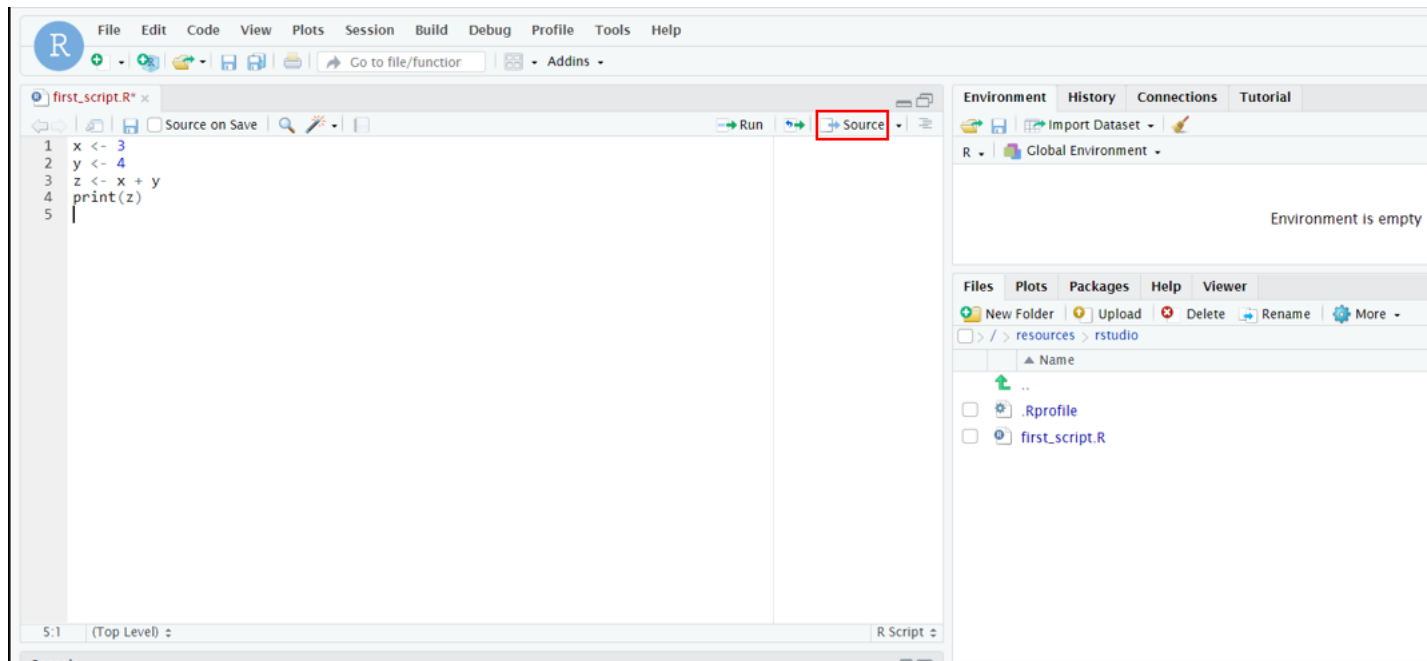 R
File Edit Code View Plots Session Build Debug Profile Tools Help
Go to file/function Addins
first_script.R*
Source on Save Run Source
1 x <- 3
2 y <- 4
3 z <- x + y
4 print(z)
5
5:1 (Top Level) R Script
Environment History Connections Tutorial
Import Dataset
R Global Environment
Environment is empty
Files Plots Packages Help Viewer
New Folder Upload Delete Rename More
/ > resources > rstudio
Name
..
.Rprofile
first_script.R